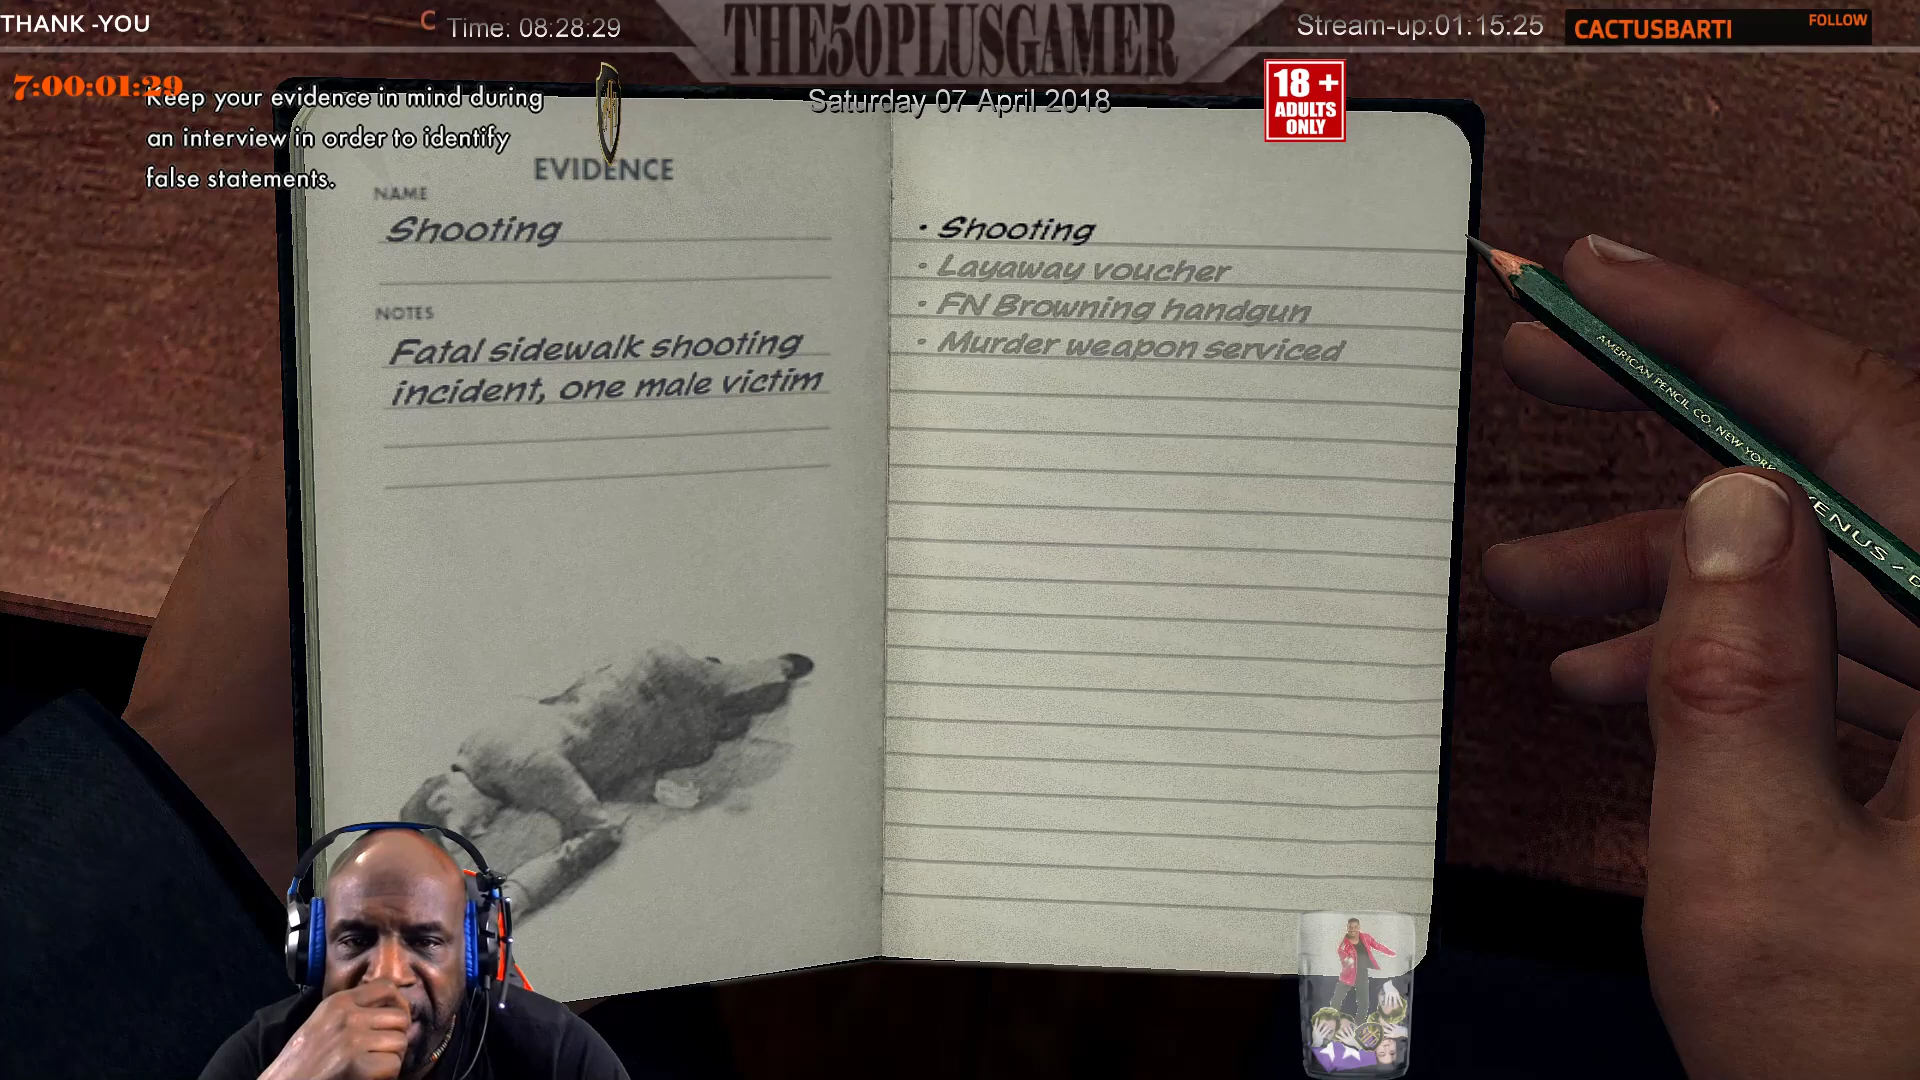 THANK -YOU
C
Time: 08:28:29
THE50PLUSGAMER
Stream-up:01:15:25
CACTUSBARTI
FOLLOW
7:00:01:29
Saturday 07 April 2018
18 +
ADULTS
ONLY
Keep your evidence in mind during
an interview in order to identify
false statements.
EVIDENCE
NAME
Shooting
NOTES
Fatal sidewalk shooting
incident, one male victim
· Shooting
· Layaway voucher
· FN Browning handgun
· Murder weapon serviced
AMERICAN PENCIL CO. NEW YORK
VENUS